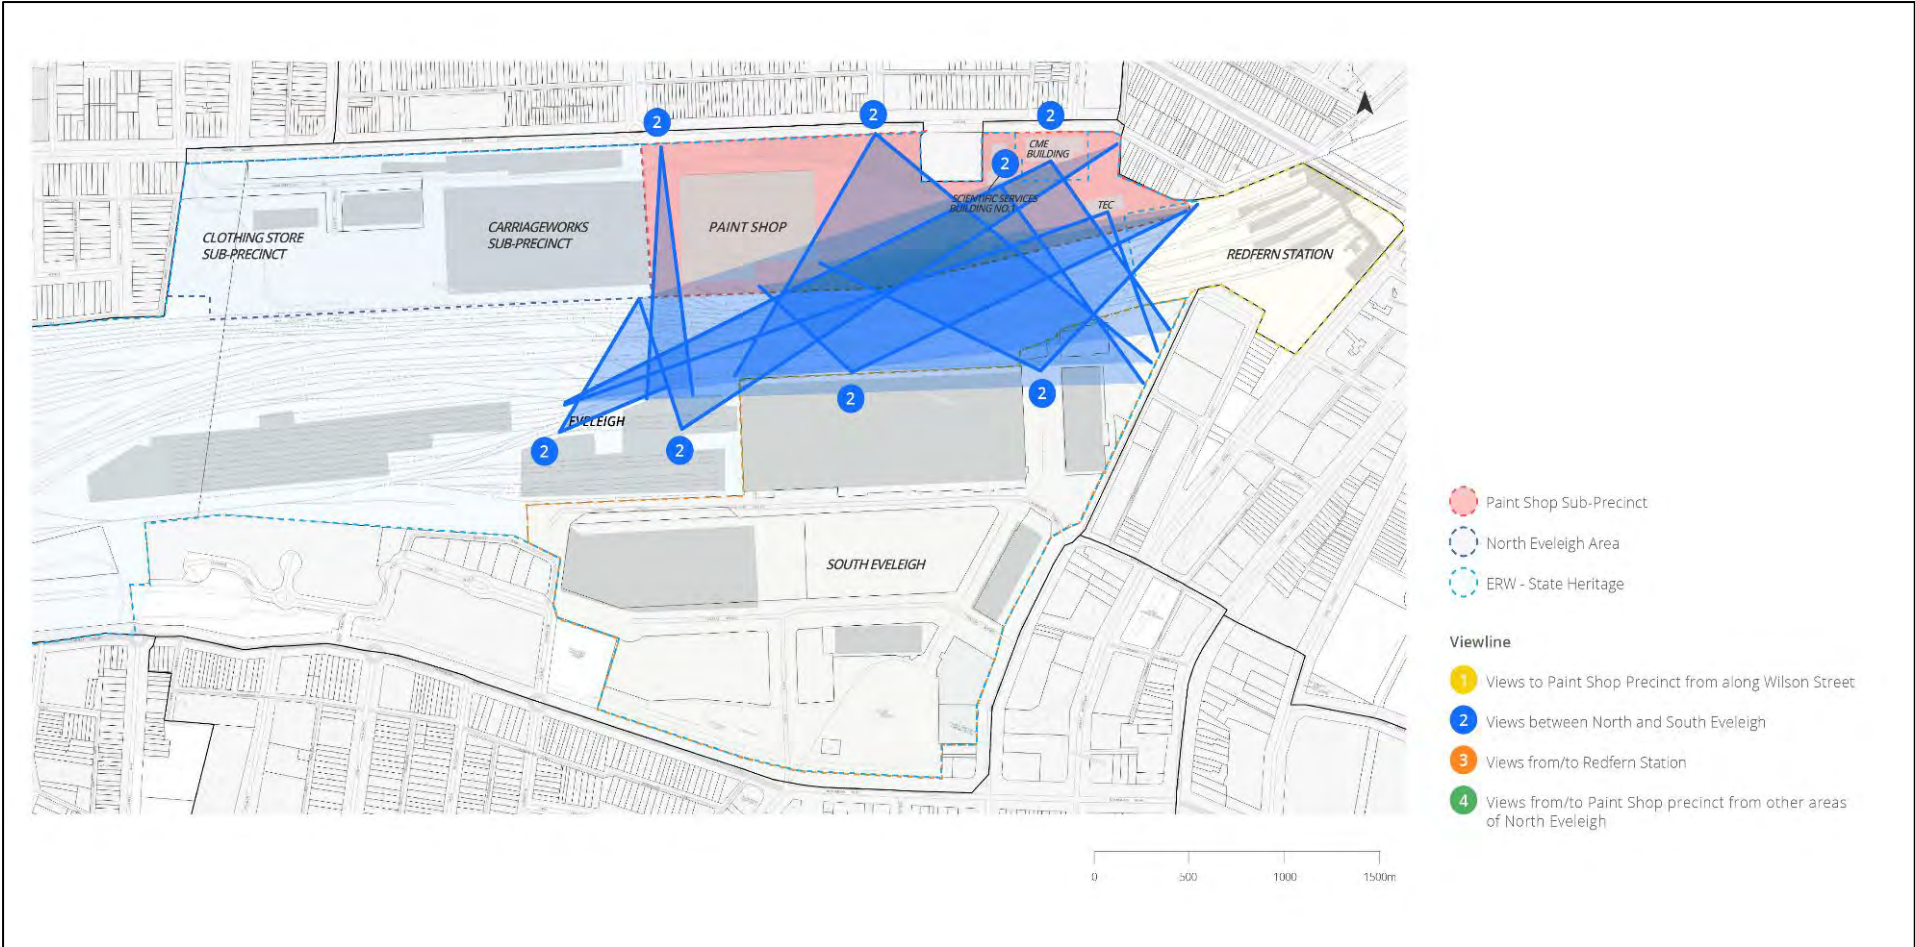 2
2
2
CME
BUILDING
2
SCIENTIFIC SERVICES
BUILDING NO.1
TEC
CARRIAGEWORKS
SUB-PRECINCT
PAINT SHOP
CLOTHING STORE
SUB-PRECINCT
REDFERN STATION
2
2
EVELEIGH
2
2
SOUTH EVELEIGH
Paint Shop Sub-Precinct
North Eveleigh Area
ERW - State Heritage
Viewline
1 Views to Paint Shop Precinct from along Wilson Street
2 Views between North and South Eveleigh
3 Views from/to Redfern Station
4 Views from/to Paint Shop precinct from other areas
of North Eveleigh
0 500 1000 1500m